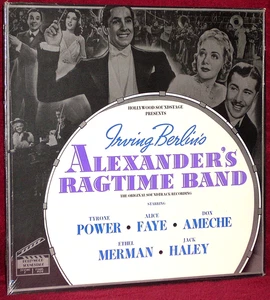 HOLLYWOOD SOUNDSTAGE
PRESENTS
Irving Berlin's
ALEXANDER'S
RAGTIME BAND
THE ORIGINAL SOUNDTRACK RECORDING
STARRING
TYRONE ALICE DON
POWER · FAYE · AMECHE
ETHEL JACK
MERMAN · HALEY